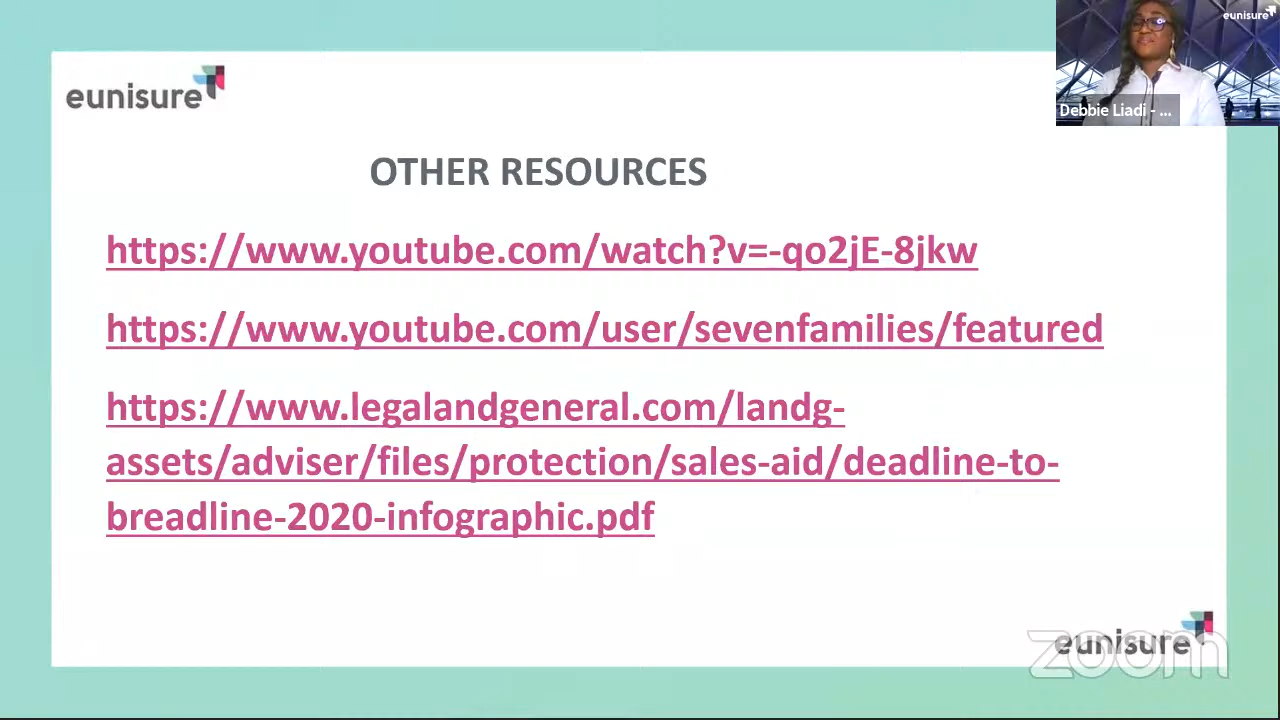 eunisure
eunisure
Debbie Liadi - ...
OTHER RESOURCES
https://www.youtube.com/watch?v=-qo2jE-8jkw
https://www.youtube.com/user/sevenfamilies/featured
https://www.legalandgeneral.com/landg-
assets/adviser/files/protection/sales-aid/deadline-to-
breadline-2020-infographic.pdf
eunisure
zoom